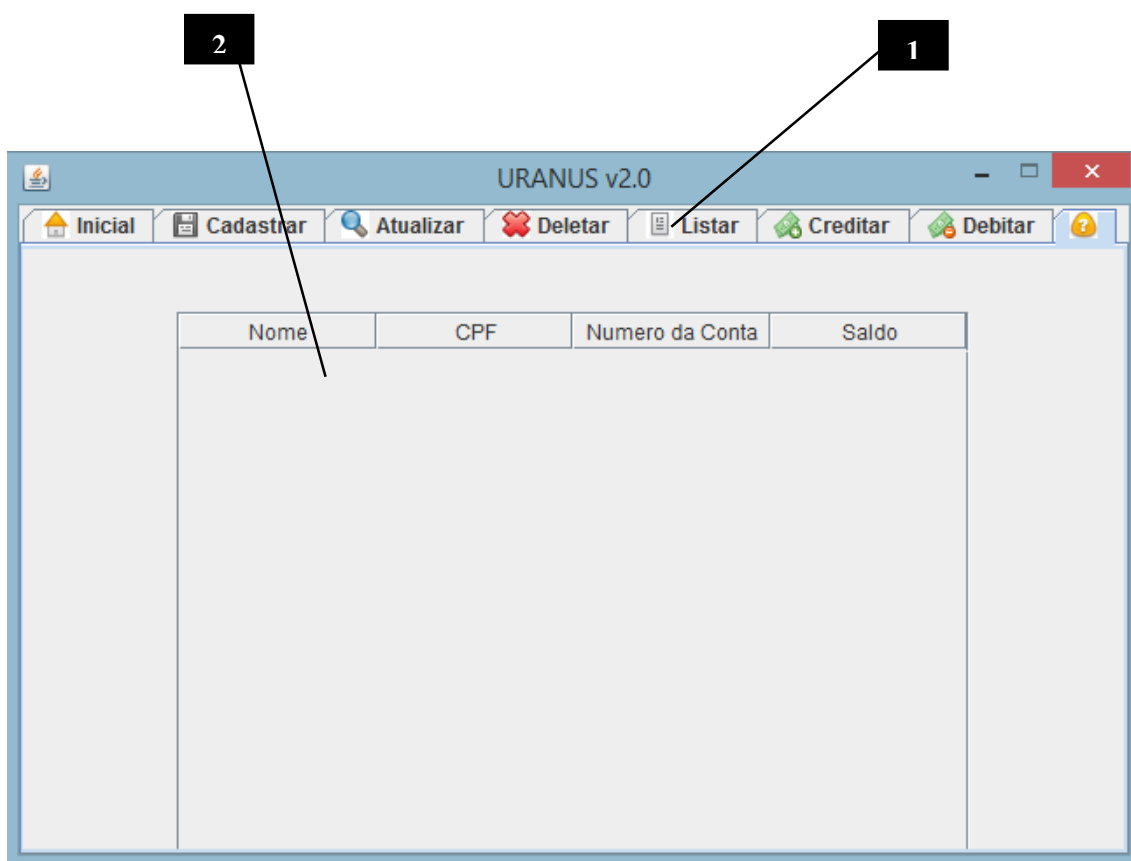 2
1
URANUS v2.0
Inicial Cadastrar Atualizar Deletar Listar Creditar Debitar ?
Nome CPF Numero da Conta Saldo